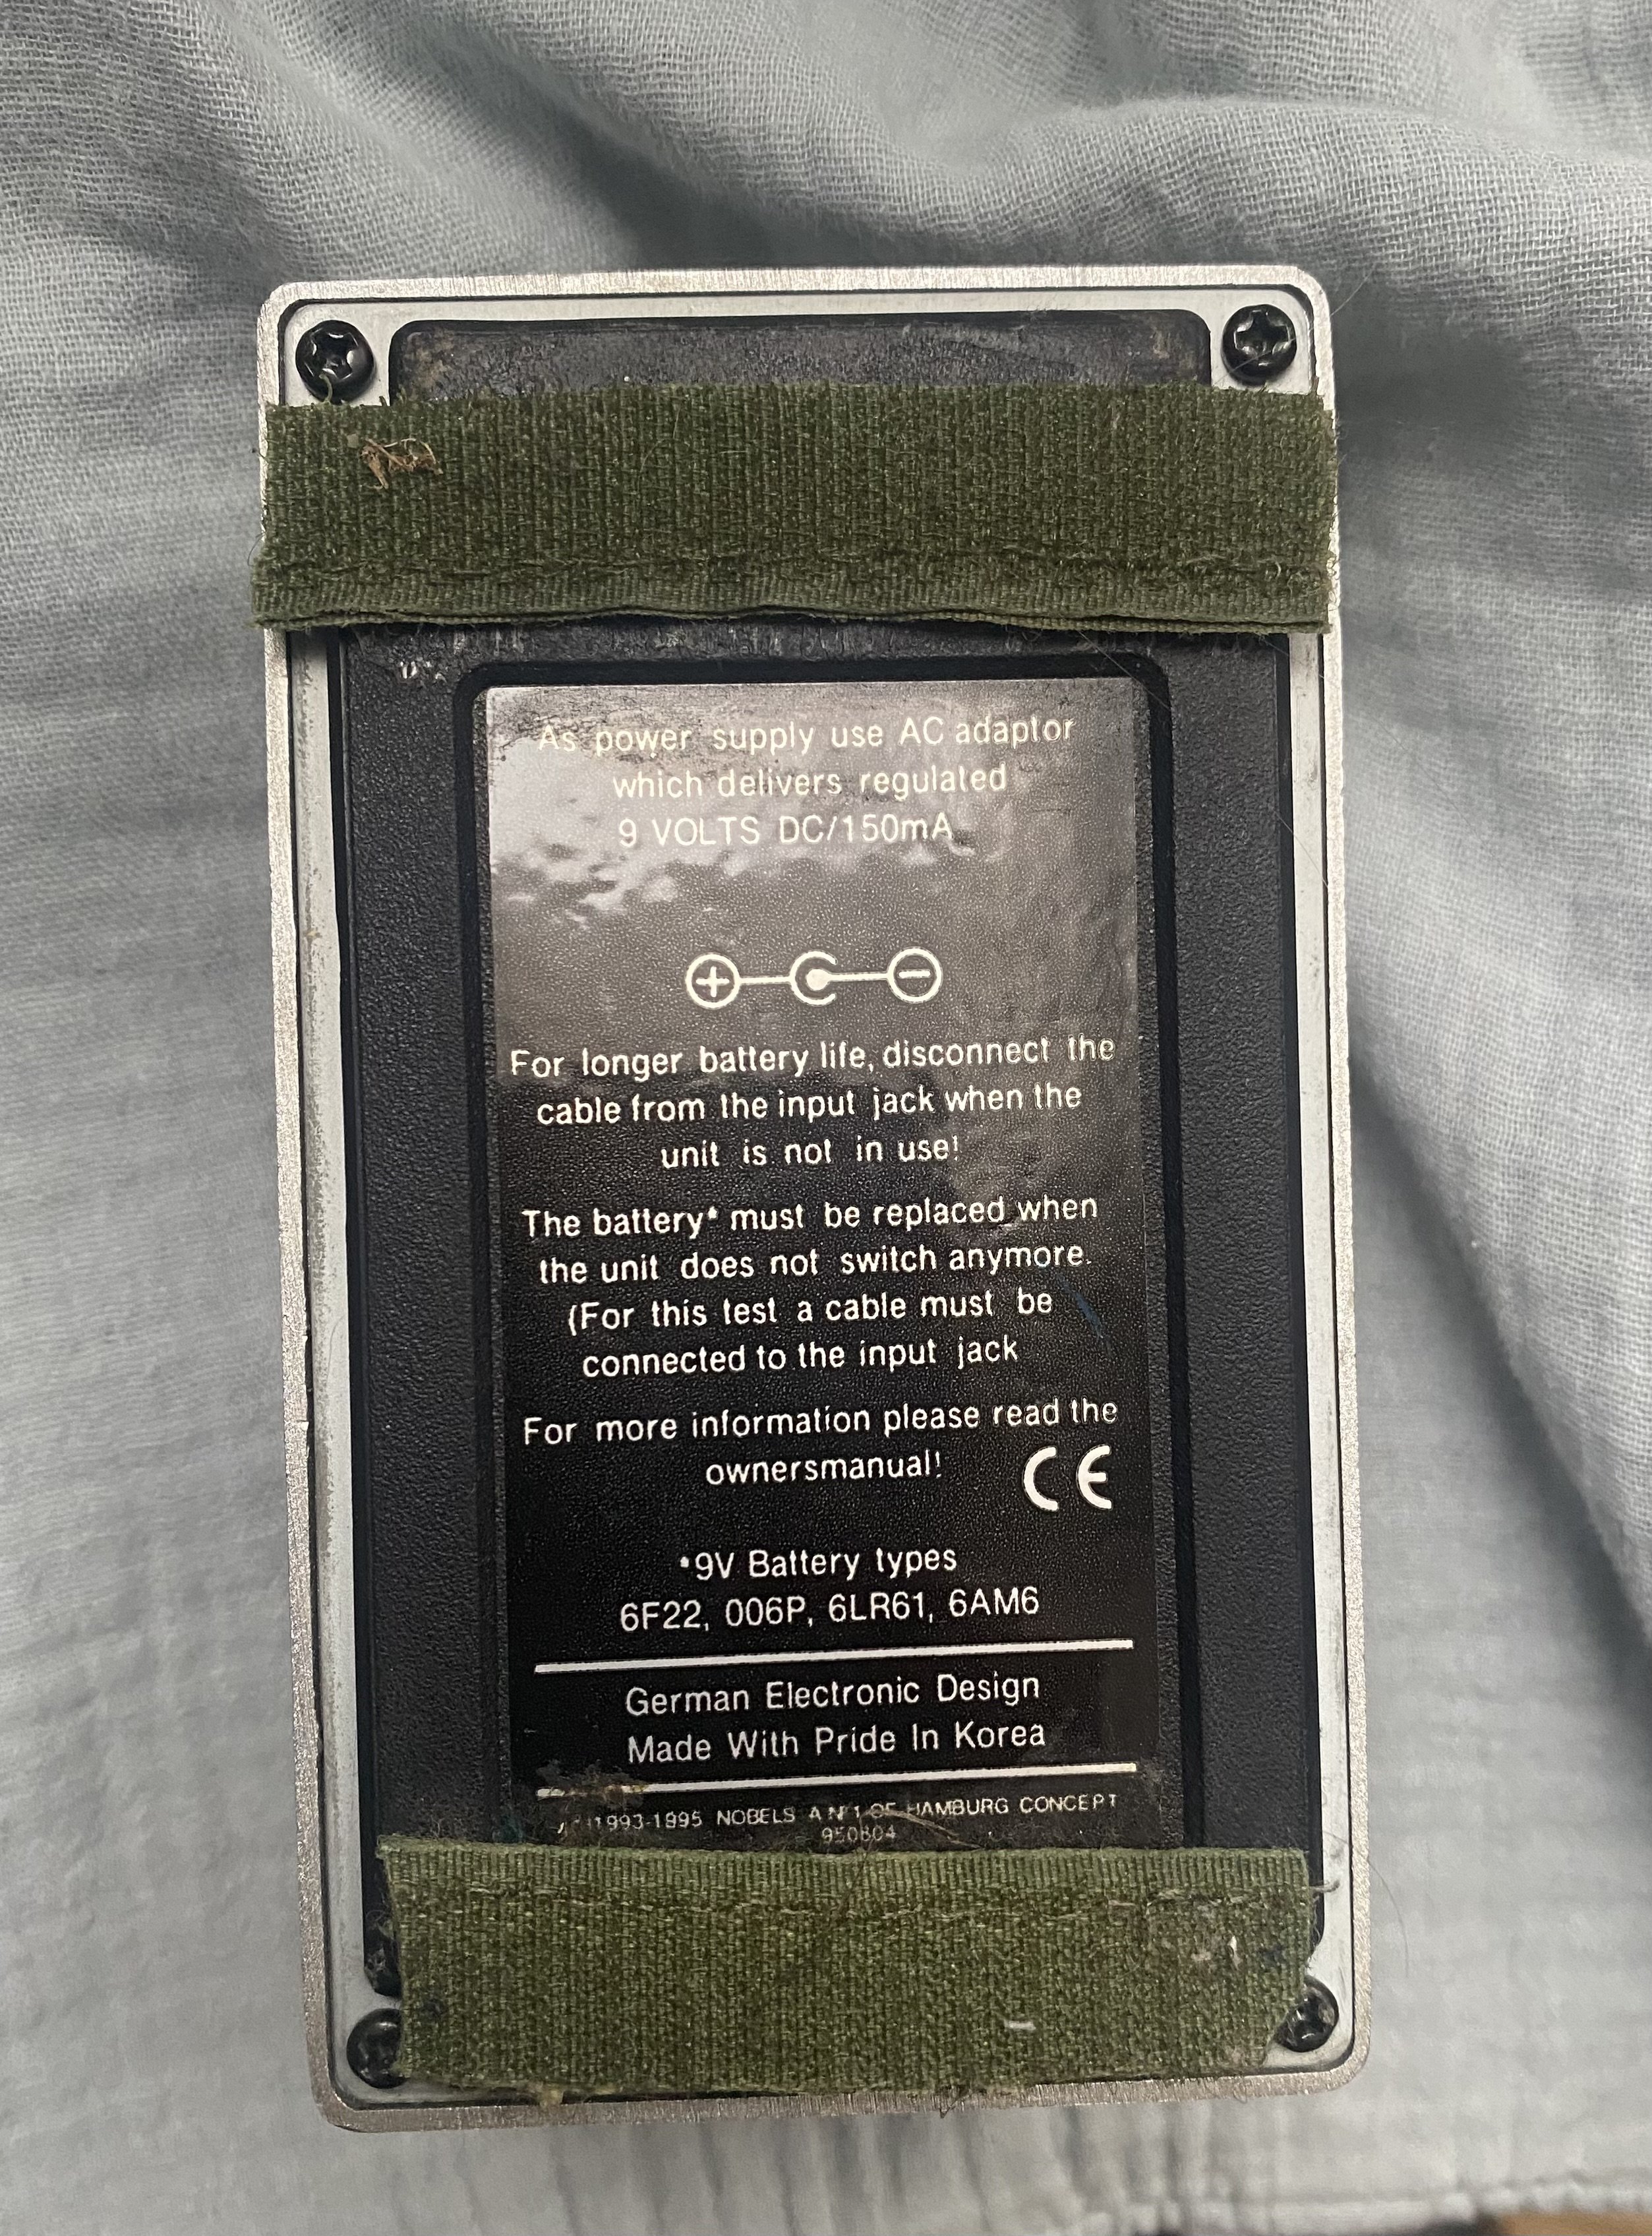 As power supply use AC adaptor
which delivers regulated
9 VOLTS DC/150mA
+ -
For longer battery life, disconnect the
cable from the input jack when the
unit is not in use!
The battery* must be replaced when
the unit does not switch anymore.
(For this test a cable must be
connected to the input jack
For more information please read the
ownersmanual!
CE
*9V Battery types
6F22, 006P, 6LR61, 6AM6
German Electronic Design
Made With Pride In Korea
1993-1995 NOBELS A Nº1 OF HAMBURG CONCEPT
950804